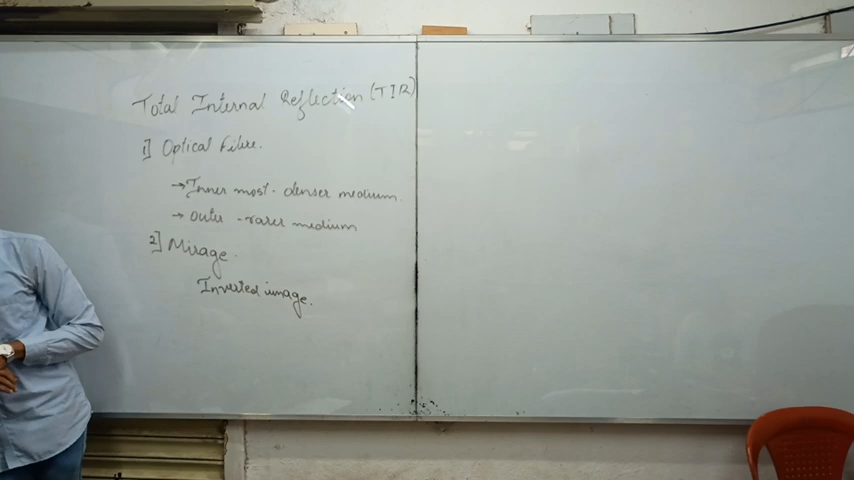 Total Internal Reflection (TIR)
1] Optical Fibre.
→ Inner most - denser medium.
→ outer - rarer medium
2] Mirage.
Inverted image.